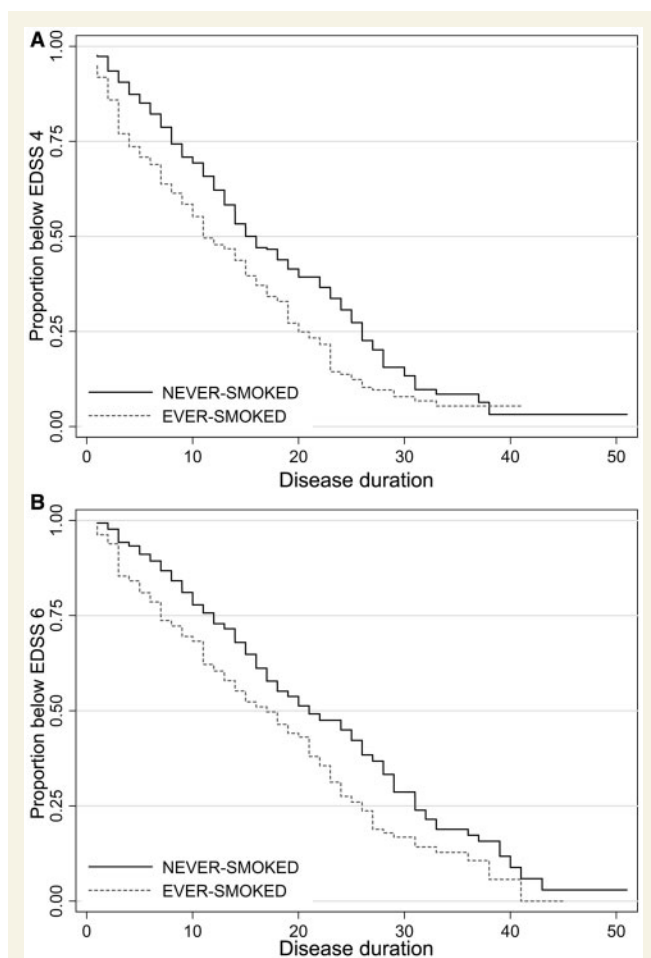 A
Proportion below EDSS 4
1.00
0.75
0.50
0.25
0.00
NEVER-SMOKED
EVER-SMOKED
0 10 20 30 40 50
Disease duration
B
Proportion below EDSS 6
1.00
0.75
0.50
0.25
0.00
NEVER-SMOKED
EVER-SMOKED
0 10 20 30 40 50
Disease duration